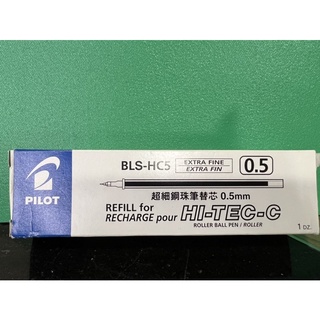 BLS-HC5 EXTRA FINE 0.5
EXTRA FIN
超細鋼珠筆替芯 0.5mm
PILOT
REFILL for HI-TEC-C
RECHARGE pour
ROLLER BALL PEN / ROLLER
1 DZ.